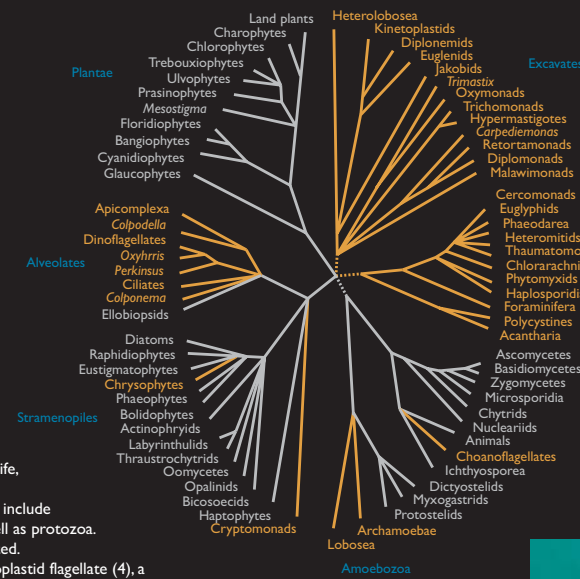 Land plants
Charophytes
Chlorophytes
Trebouxiophytes
Ulvophytes
Prasinophytes
Mesostigma
Floridiophytes
Bangiophytes
Cyanidiophytes
Glaucophytes
Plantae
Heterolobosea
Kinetoplastids
Diplonemids
Euglenids
Jakobids
Trimastix
Oxymonads
Trichomonads
Hypermastigotes
Carpediemonas
Retortamonads
Diplomonads
Malawimonads
Excavates
Cercomonads
Euglyphids
Phaeodarea
Heteromitids
Thaumatomo
Chlorarachni
Phytomyxids
Haplosporidi
Foraminifera
Polycystines
Acantharia
Apicomplexa
Colpodella
Dinoflagellates
Oxyhrris
Perkinsus
Ciliates
Colponema
Ellobiopsids
Alveolates
Diatoms
Raphidiophytes
Eustigmatophytes
Chrysophytes
Phaeophytes
Bolidophytes
Actinophryids
Labyrinthulids
Thraustrochytrids
Oomycetes
Opalinids
Bicosoecids
Haptophytes
Cryptomonads
Stramenopiles
Ascomycetes
Basidiomycetes
Zygomycetes
Microsporidia
Chytrids
Nucleariids
Animals
Choanoflagellates
Ichthyosporea
Dictyostelids
Myxogastrids
Protostelids
Archamoebae
Lobosea
Amoebozoa
ife,
include
ell as protozoa.
ed.
oplastid flagellate (4), a